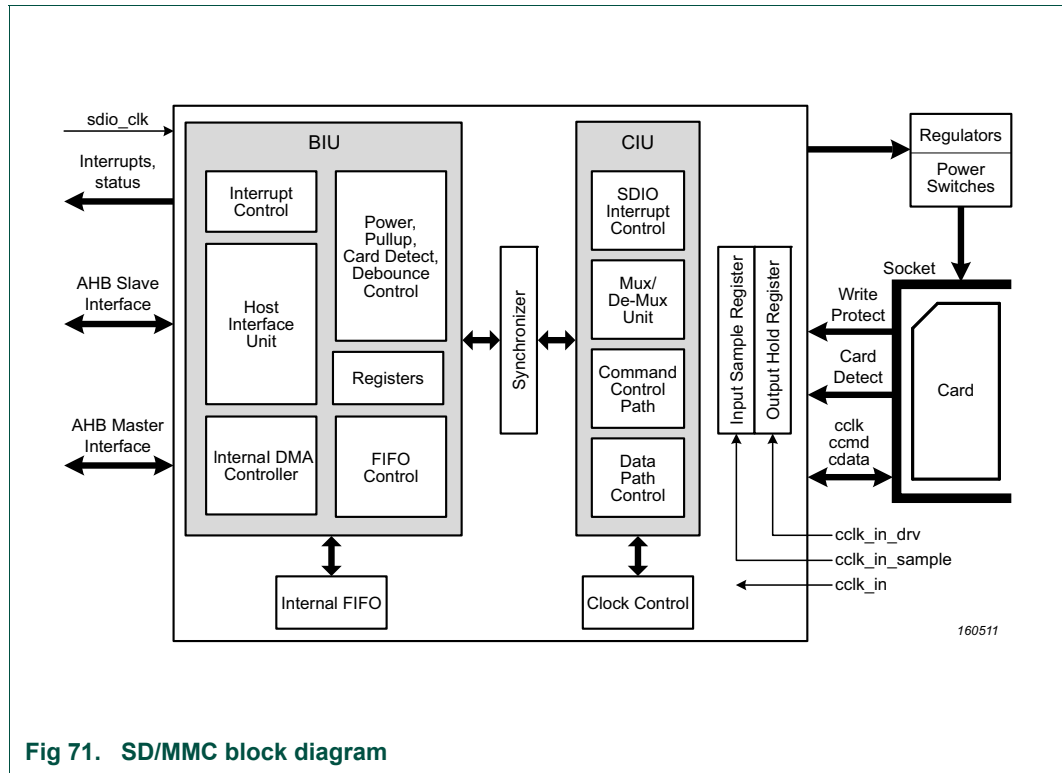 sdio_clk
Interrupts,
status
AHB Slave
Interface
AHB Master
Interface
BIU
Interrupt
Control
Host
Interface
Unit
Internal DMA
Controller
Power,
Pullup,
Card Detect,
Debounce
Control
Registers
FIFO
Control
Internal FIFO
Synchronizer
CIU
SDIO
Interrupt
Control
Mux/
De-Mux
Unit
Command
Control
Path
Data
Path
Control
Clock Control
Input Sample Register
Output Hold Register
Regulators
Power
Switches
Socket
Write
Protect
Card
Detect
cclk
ccmd
cdata
Card
cclk_in_drv
cclk_in_sample
cclk_in
160511
Fig 71. SD/MMC block diagram